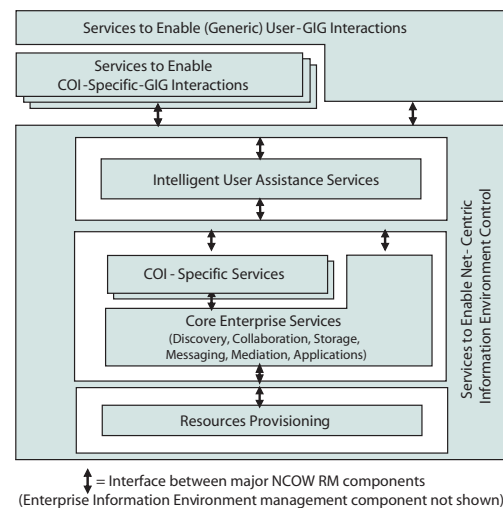 Services to Enable (Generic) User-GIG Interactions
Services to Enable
COI-Specific-GIG Interactions
Intelligent User Assistance Services
COI - Specific Services
Core Enterprise Services
(Discovery, Collaboration, Storage,
Messaging, Mediation, Applications)
Resources Provisioning
Services to Enable Net- Centric
Information Environment Control
= Interface between major NCOW RM components
(Enterprise Information Environment management component not shown)